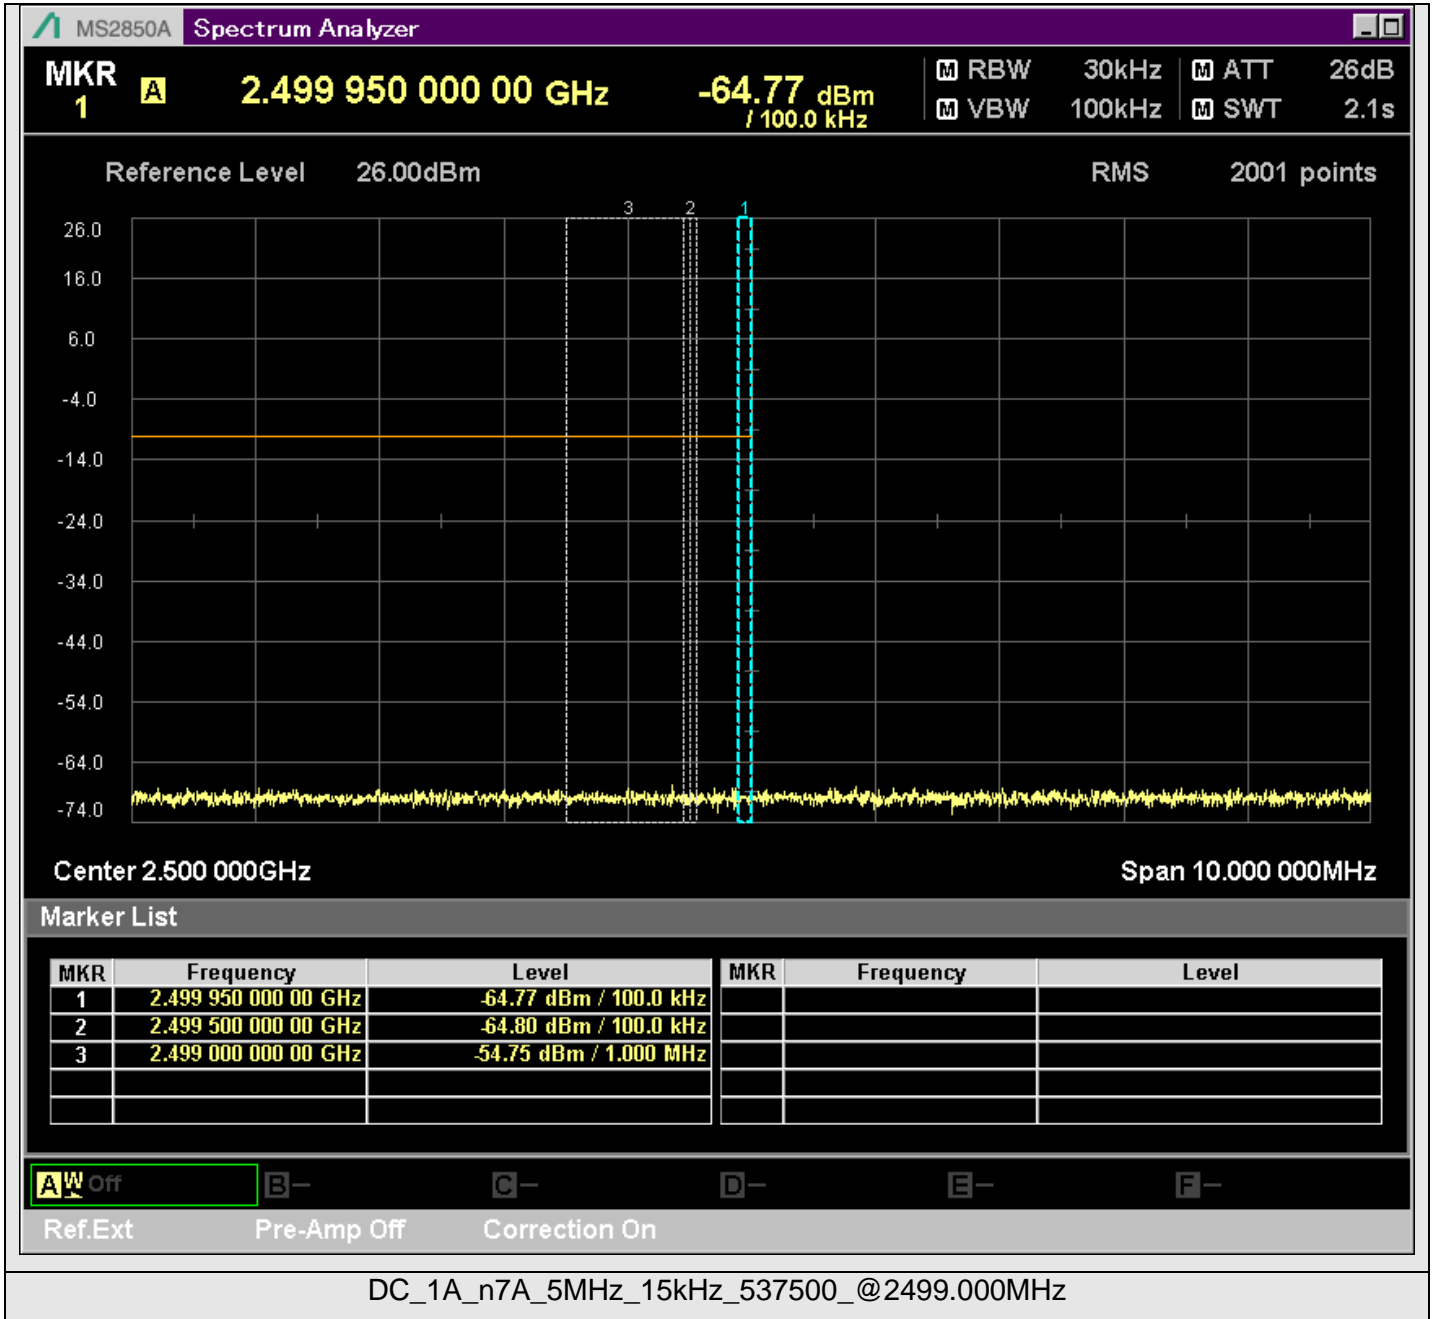 MS2850A Spectrum Analyzer
MKR 1 A 2.499 950 000 00 GHz -64.77 dBm / 100.0 kHz
M RBW 30kHz M ATT 26dB
M VBW 100kHz M SWT 2.1s
Reference Level 26.00dBm RMS 2001 points
3 2 1
26.0
16.0
6.0
-4.0
-14.0
-24.0
-34.0
-44.0
-54.0
-64.0
-74.0
Center 2.500 000GHz Span 10.000 000MHz
Marker List
MKR Frequency Level MKR Frequency Level
1 2.499 950 000 00 GHz -64.77 dBm / 100.0 kHz
2 2.499 500 000 00 GHz -64.80 dBm / 100.0 kHz
3 2.499 000 000 00 GHz -54.75 dBm / 1.000 MHz
A W Off B – C – D – E – F –
Ref.Ext Pre-Amp Off Correction On
DC_1A_n7A_5MHz_15kHz_537500_@2499.000MHz